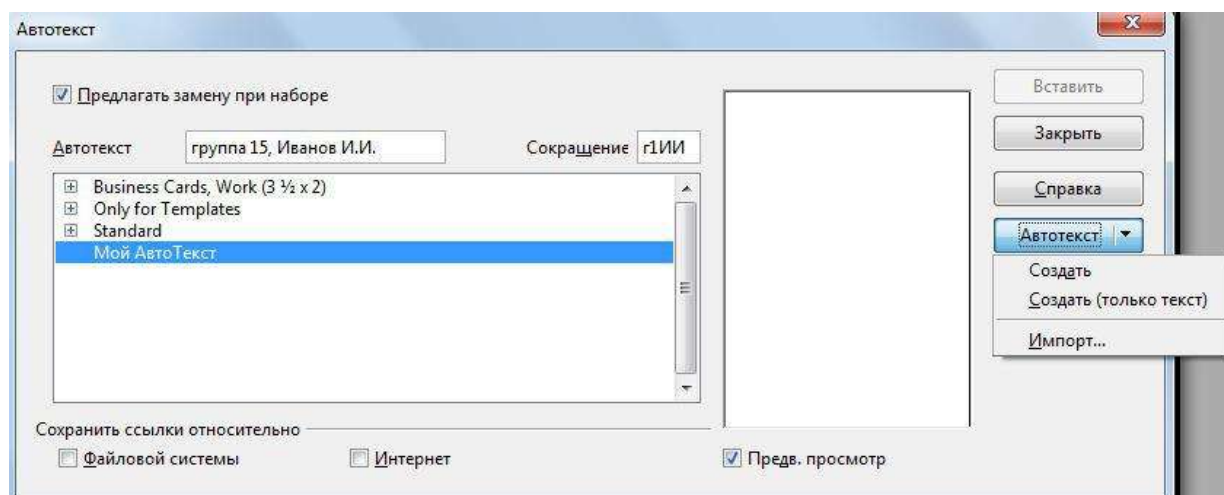 Автотекст
Предлагать замену при наборе
Вставить
Автотекст группа 15, Иванов И.И. Сокращение г1ИИ
Закрыть
Business Cards, Work (3 ½ x 2)
Only for Templates
Standard
Мой АвтоТекст
Справка
Автотекст
Создать
Создать (только текст)
Импорт...
Сохранить ссылки относительно
Файловой системы Интернет Предв. просмотр